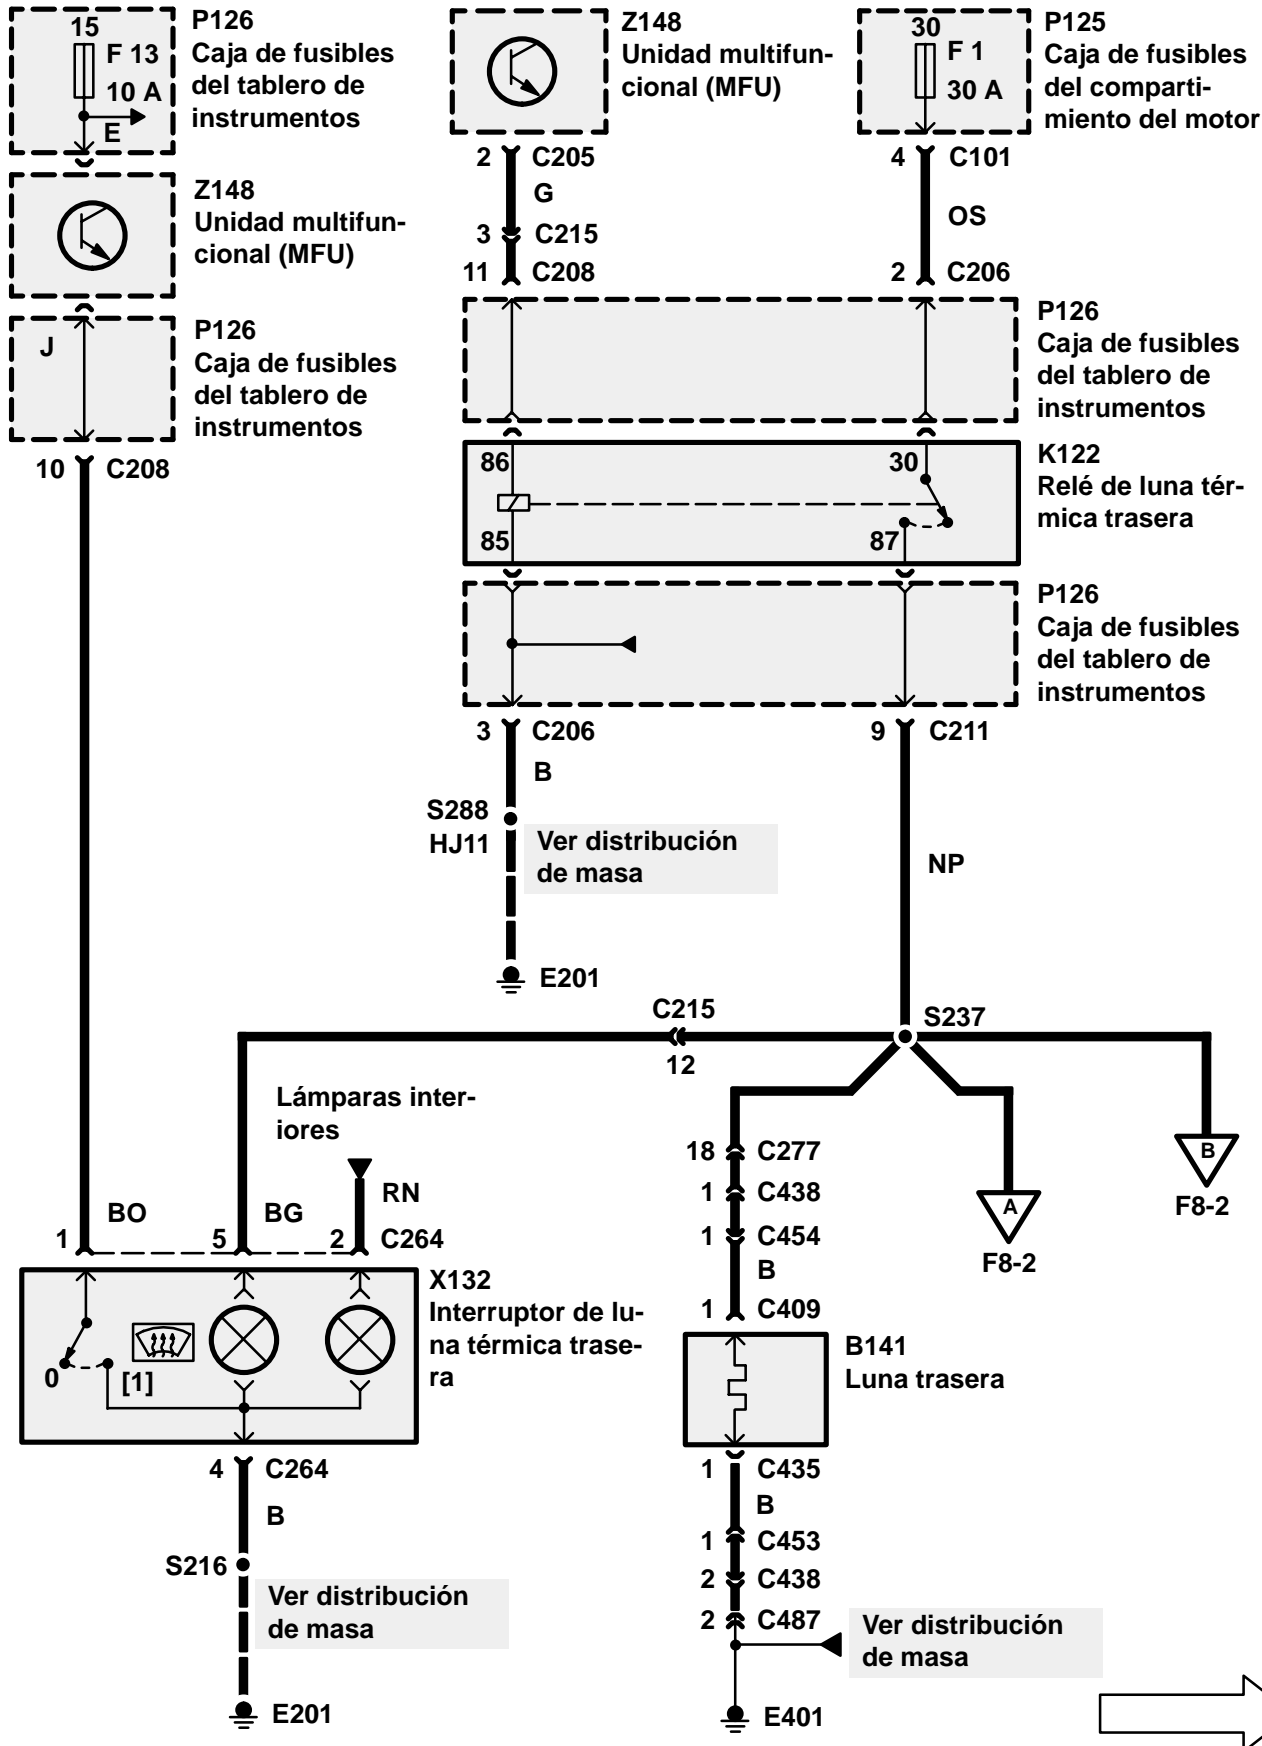 15
F 13
10 A
E
P126
Caja de fusibles
del tablero de
instrumentos
Z148
Unidad multifun-
cional (MFU)
30
F 1
30 A
P125
Caja de fusibles
del comparti-
miento del motor
2 C205
G
3 C215
11 C208
4 C101
OS
2 C206
Z148
Unidad multifun-
cional (MFU)
J
P126
Caja de fusibles
del tablero de
instrumentos
10 C208
P126
Caja de fusibles
del tablero de
instrumentos
86
30
85
87
K122
Relé de luna tér-
mica trasera
P126
Caja de fusibles
del tablero de
instrumentos
3 C206
B
9 C211
S288
HJ11
Ver distribución
de masa
NP
E201
C215
12
S237
Lámparas inter-
iores
RN
BO
BG
1
5
2 C264
18 C277
1 C438
1 C454
B
1 C409
A
F8-2
B
F8-2
X132
Interruptor de lu-
na térmica trase-
ra
0
[1]
B141
Luna trasera
4 C264
B
S216
Ver distribución
de masa
E201
1 C435
B
1 C453
2 C438
2 C487
Ver distribución
de masa
E401